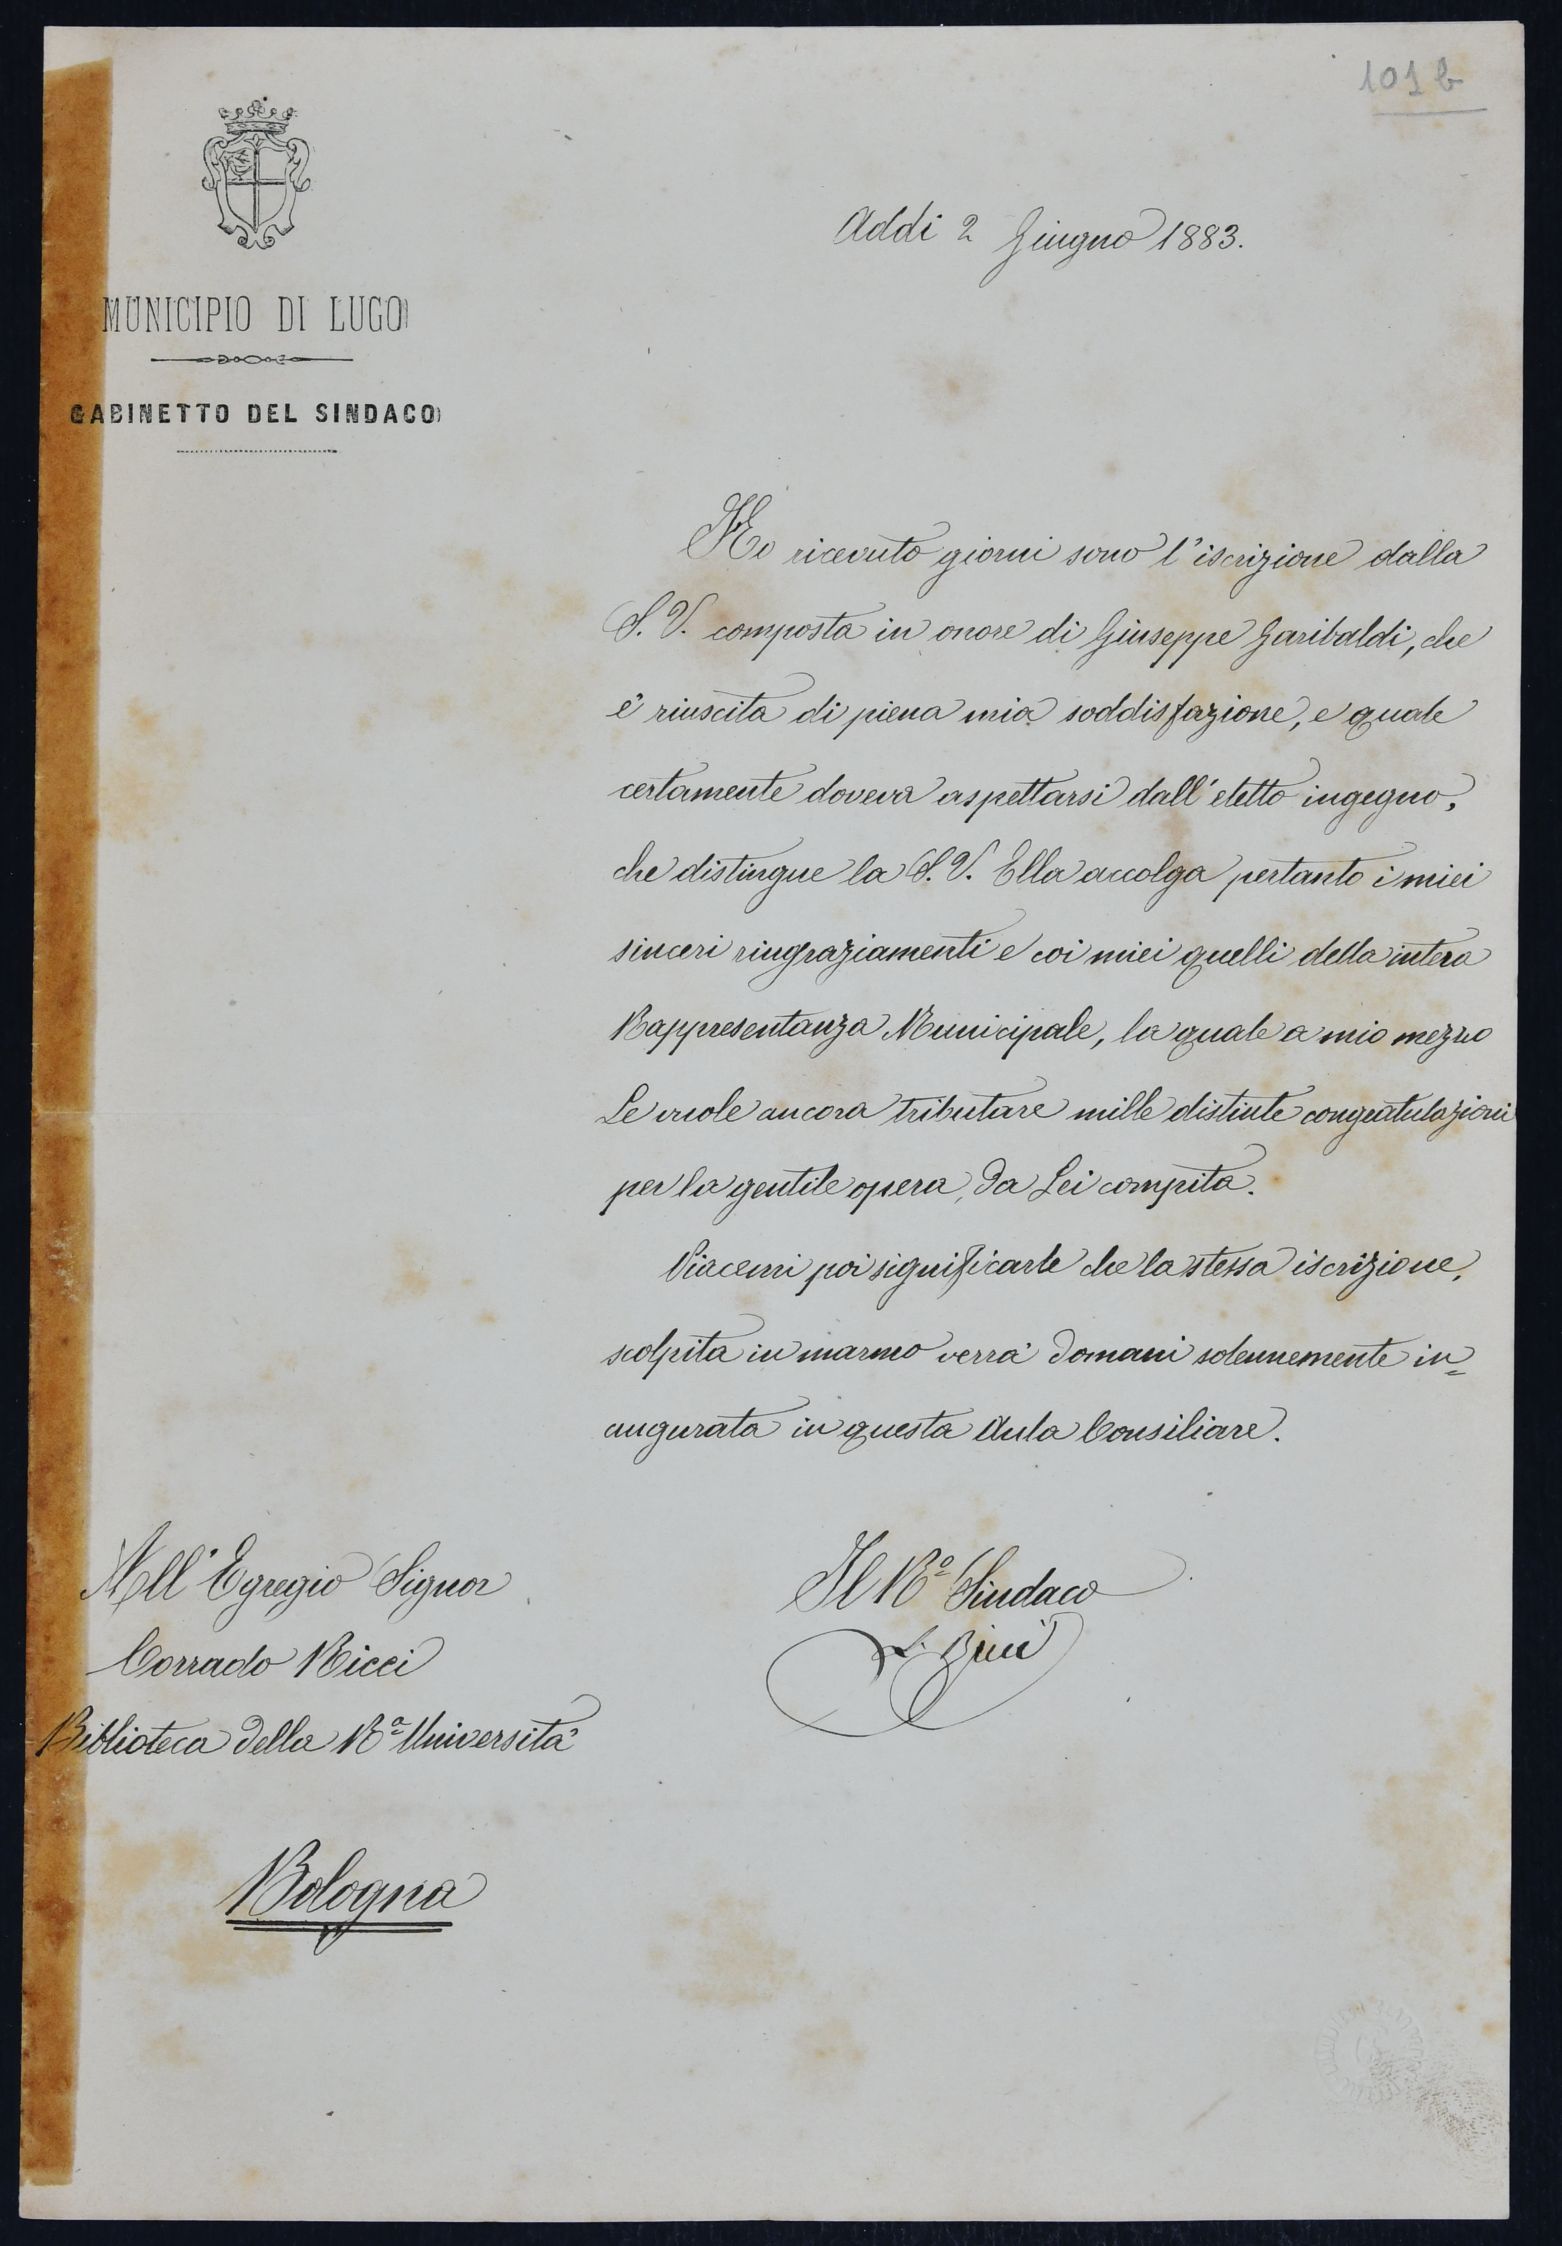 101 b
Addi 2 Giugno 1883.
MUNICIPIO DI LUGO
GABINETTO DEL SINDACO
Ho ricevuto giorni sono l'iscrizione dalla
S. V. composta in onore di Giuseppe Garibaldi, che
è riuscita di piena mia soddisfazione, e quale
certamente doveva aspettarsi dall'eletto ingegno,
che distingue la S. V. Ella accolga pertanto i miei
sinceri ringraziamenti e coi miei quelli della intera
Rappresentanza Municipale, la quale a mio mezzo
Le vuole ancora tributare mille distinte congratulazioni
per la gentile opera, da Lei compita.
Piacemi poi significarle che la stessa iscrizione,
scolpita in marmo verrà domani solennemente in=
augurata in questa Aula Consiliare.
Il R.º Sindaco
All'Egregio Signor
Corrado Ricci
Biblioteca della R.ª Università
Bologna